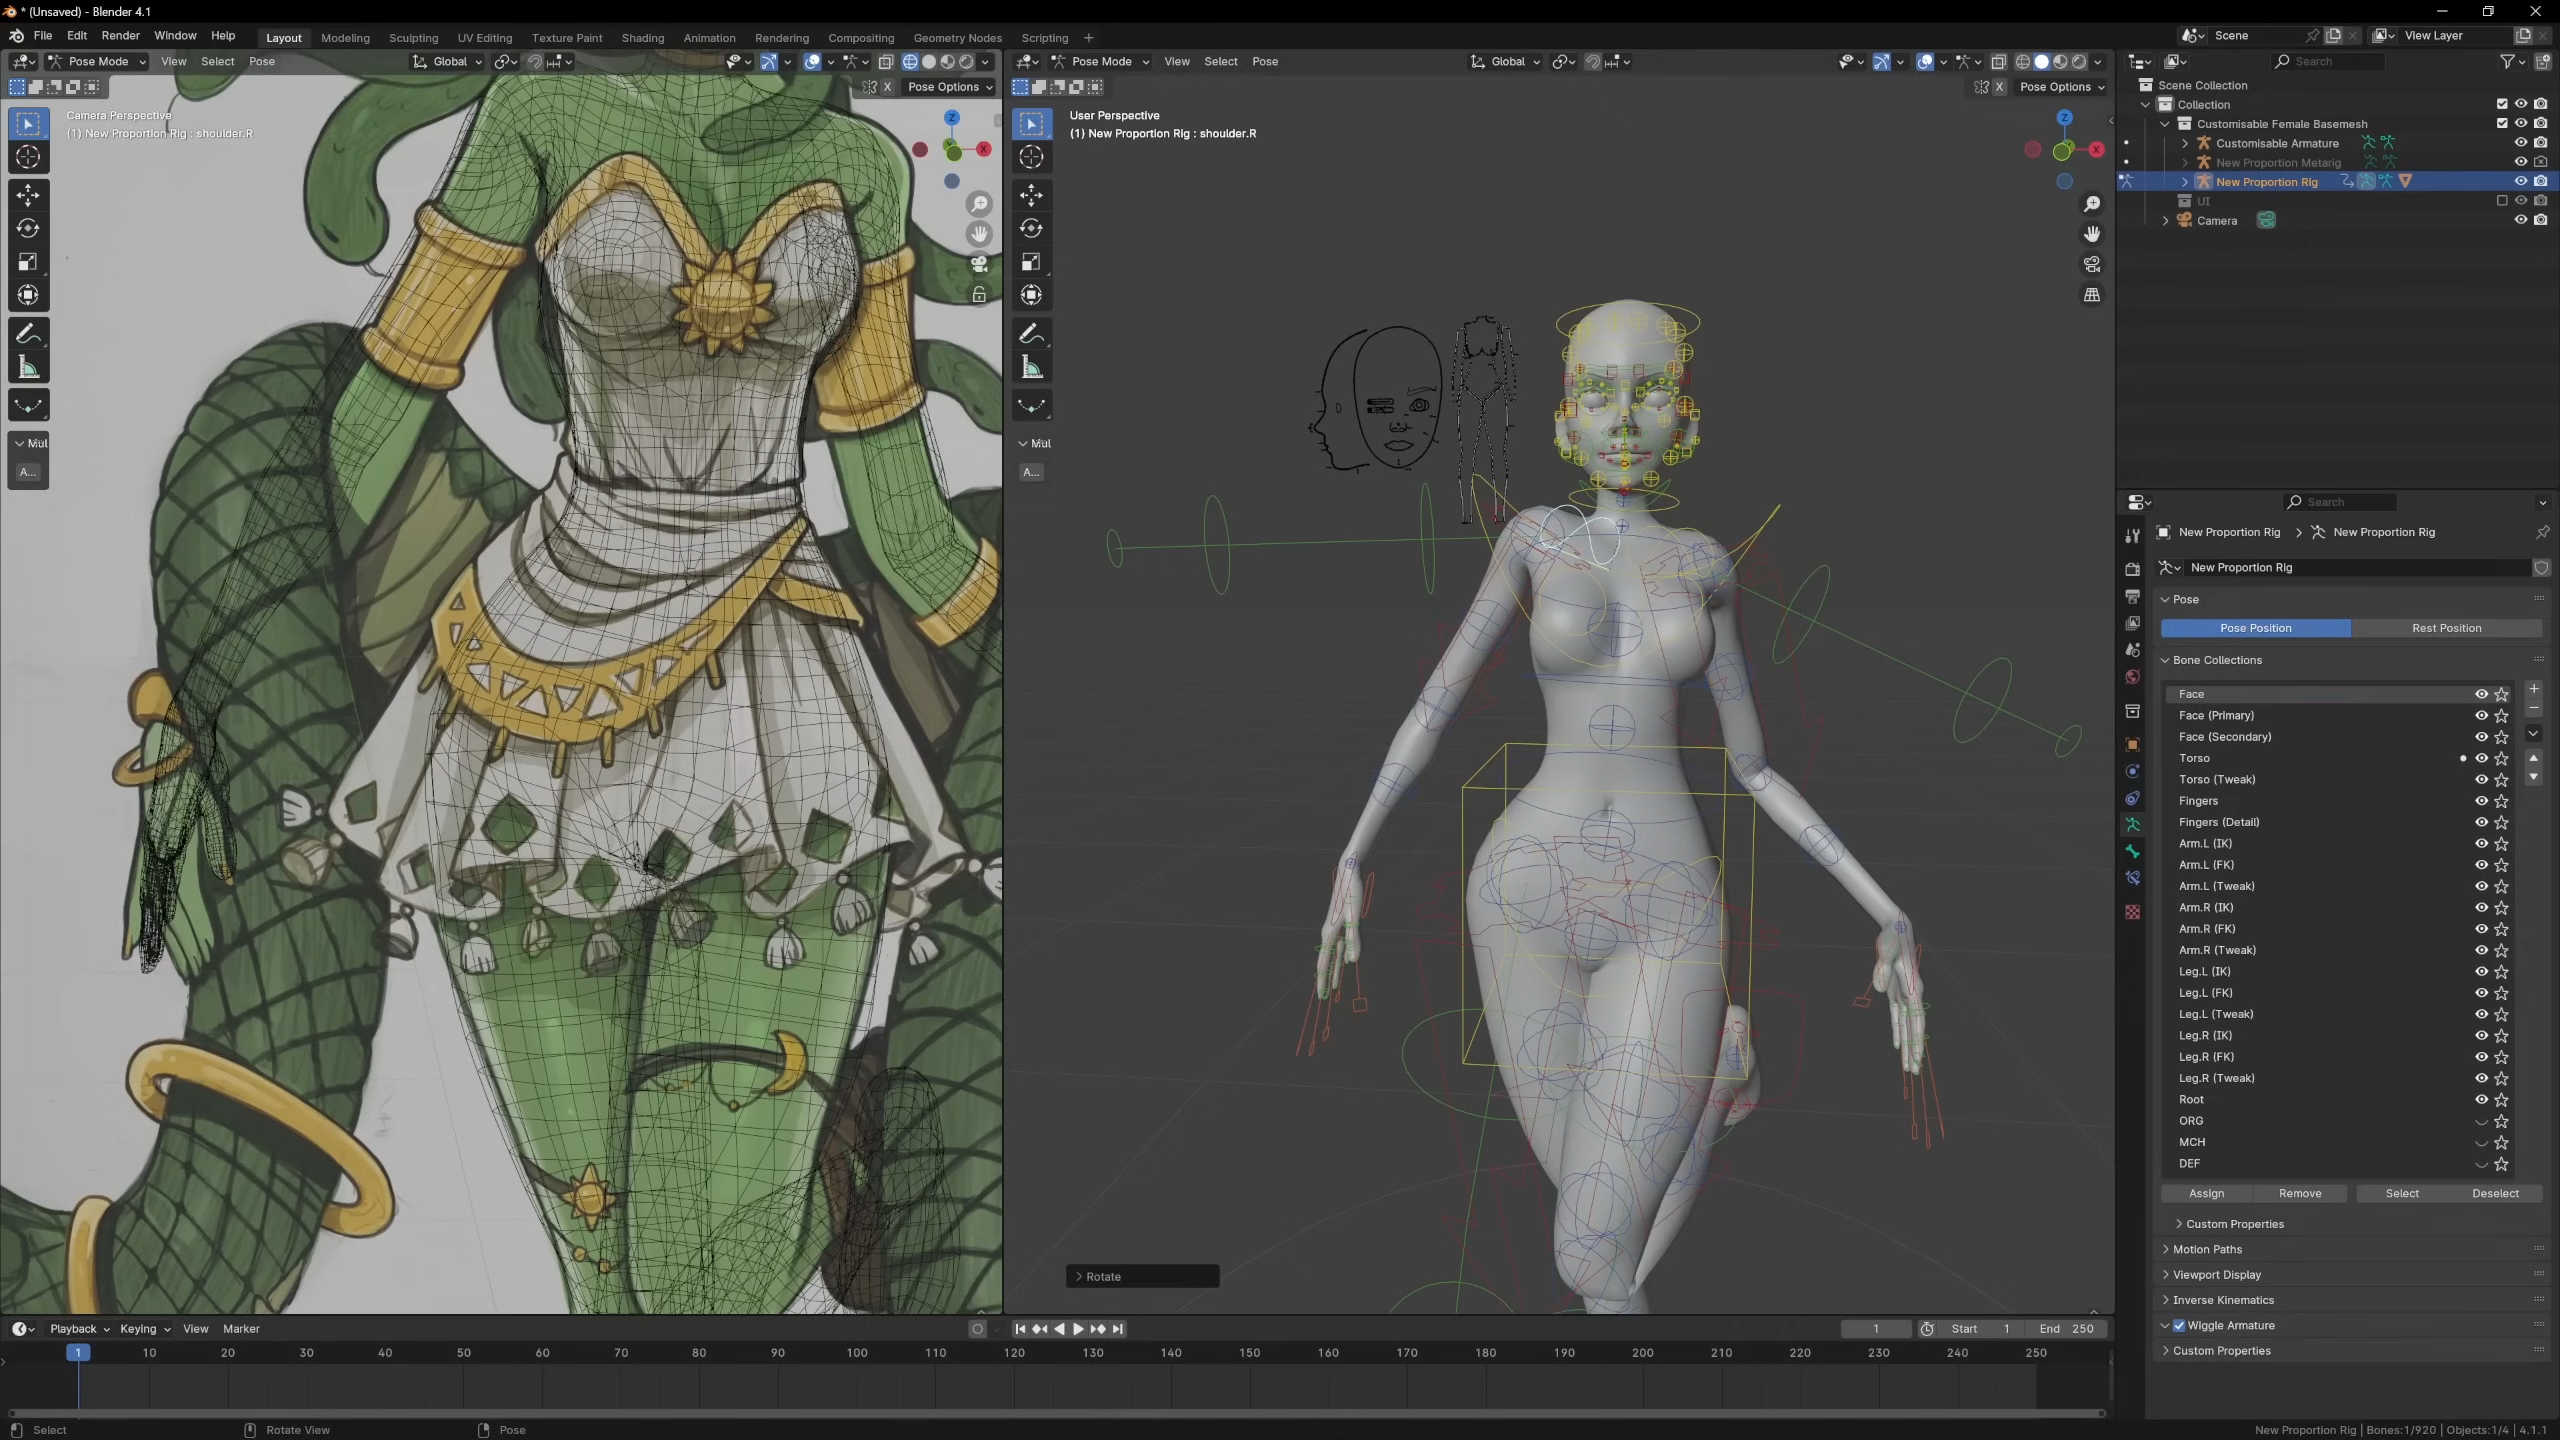 * (Unsaved) - Blender 4.1
File Edit Render Window Help Layout Modeling Sculpting UV Editing Texture Paint Shading Animation Rendering Compositing Geometry Nodes Scripting +
Scene
View Layer
Pose Mode View Select Pose Global
Pose Options
Camera Perspective
(1) New Proportion Rig : shoulder.R
Mul
A...
Pose Mode View Select Pose Global
Pose Options
User Perspective
(1) New Proportion Rig : shoulder.R
Mul
A...
Rotate
Search
Scene Collection
Collection
Customisable Female Basemesh
Customisable Armature
New Proportion Metarig
New Proportion Rig
UI
Camera
Search
New Proportion Rig > New Proportion Rig
New Proportion Rig
Pose
Pose Position Rest Position
Bone Collections
Face
Face (Primary)
Face (Secondary)
Torso
Torso (Tweak)
Fingers
Fingers (Detail)
Arm.L (IK)
Arm.L (FK)
Arm.L (Tweak)
Arm.R (IK)
Arm.R (FK)
Arm.R (Tweak)
Leg.L (IK)
Leg.L (FK)
Leg.L (Tweak)
Leg.R (IK)
Leg.R (FK)
Leg.R (Tweak)
Root
ORG
MCH
DEF
Assign Remove Select Deselect
Custom Properties
Motion Paths
Viewport Display
Inverse Kinematics
Wiggle Armature
Custom Properties
Playback Keying View Marker
1 Start 1 End 250
1 10 20 30 40 50 60 70 80 90 100 110 120 130 140 150 160 170 180 190 200 210 220 230 240 250
Select Rotate View Pose
New Proportion Rig | Bones:1/920 | Objects:1/4 | 4.1.1